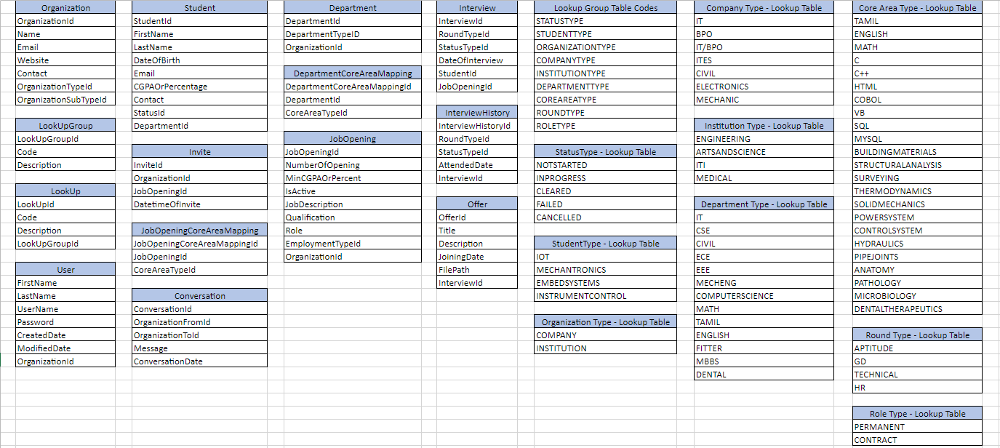 Organization
OrganizationId
Name
Email
Website
Contact
OrganizationTypeId
OrganizationSubTypeId
LookUpGroup
LookUpGroupId
Code
Description
LookUp
LookUpId
Code
Description
LookUpGroupId
User
FirstName
LastName
UserName
Password
CreatedDate
ModifiedDate
OrganizationId
Student
StudentId
FirstName
LastName
DateOfBirth
Email
CGPAOrPercentage
Contact
StatusId
DepartmentId
Invite
InviteId
OrganizationId
JobOpeningId
DatetimeOfInvite
JobOpeningCoreAreaMapping
JobOpeningCoreAreaMappingId
JobOpeningId
CoreAreaTypeId
Conversation
ConversationId
OrganizationFromId
OrganizationToId
Message
ConversationDate
Department
DepartmentId
DepartmentTypeID
OrganizationId
DepartmentCoreAreaMapping
DepartmentCoreAreaMappingId
DepartmentId
CoreAreaTypeId
JobOpening
JobOpeningId
NumberOfOpening
MinCGPAOrPercent
IsActive
JobDescription
Qualification
Role
EmploymentTypeId
OrganizationId
Interview
InterviewId
RoundTypeId
StatusTypeId
DateOfInterview
StudentId
JobOpeningId
InterviewHistory
InterviewHistoryId
RoundTypeId
StatusTypeId
AttendedDate
InterviewId
Offer
OfferId
Title
Description
JoiningDate
FilePath
InterviewId
Lookup Group Table Codes
STATUSTYPE
STUDENTTYPE
ORGANIZATIONTYPE
COMPANYTYPE
INSTITUTIONTYPE
DEPARTMENTTYPE
COREAREATYPE
ROUNDTYPE
ROLETYPE
StatusType - Lookup Table
NOTSTARTED
INPROGRESS
CLEARED
FAILED
CANCELLED
StudentType - Lookup Table
IOT
MECHANTRONICS
EMBEDSYSTEMS
INSTRUMENTCONTROL
Organization Type - Lookup Table
COMPANY
INSTITUTION
Company Type - Lookup Table
IT
BPO
IT/BPO
ITES
CIVIL
ELECTRONICS
MECHANIC
Institution Type - Lookup Table
ENGINEERING
ARTSANDSCIENCE
ITI
MEDICAL
Department Type - Lookup Table
IT
CSE
CIVIL
ECE
EEE
MECHENG
COMPUTERSCIENCE
MATH
TAMIL
ENGLISH
FITTER
MBBS
DENTAL
Core Area Type - Lookup Table
TAMIL
ENGLISH
MATH
C
C++
HTML
COBOL
VB
SQL
MYSQL
BUILDINGMATERIALS
STRUCTURALANALYSIS
SURVEYING
THERMODYNAMICS
SOLIDMECHANICS
POWERSYSTEM
CONTROLSYSTEM
HYDRAULICS
PIPEJOINTS
ANATOMY
PATHOLOGY
MICROBIOLOGY
DENTALTHERAPEUTICS
Round Type - Lookup Table
APTITUDE
GD
TECHNICAL
HR
Role Type - Lookup Table
PERMANENT
CONTRACT